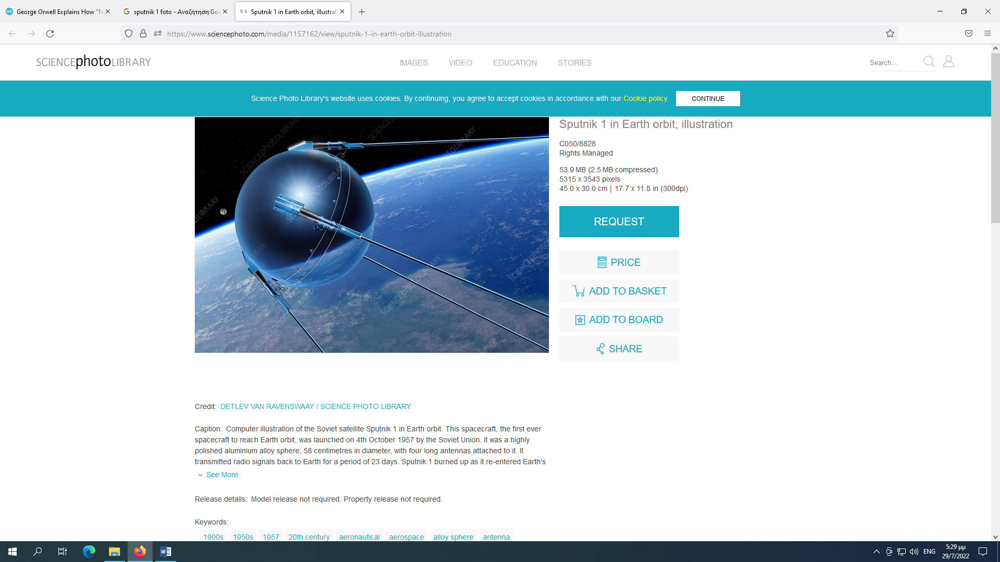 George Orwell Explains How "N
sputnik 1 foto - Αναζήτηση Goo
SPL Sputnik 1 in Earth orbit, illustrati
https://www.sciencephoto.com/media/1157162/view/sputnik-1-in-earth-orbit-illustration
SCIENCEphotoLIBRARY
IMAGES VIDEO EDUCATION STORIES
Search...
Science Photo Library's website uses cookies. By continuing, you agree to accept cookies in accordance with our Cookie policy. CONTINUE
Sputnik 1 in Earth orbit, illustration
C050/8828
Rights Managed
53.9 MB (2.5 MB compressed)
5315 x 3543 pixels
45.0 x 30.0 cm | 17.7 x 11.8 in (300dpi)
REQUEST
PRICE
ADD TO BASKET
ADD TO BOARD
SHARE
SCIENCEphotoLIBRARY
Credit: DETLEV VAN RAVENSWAAY / SCIENCE PHOTO LIBRARY
Caption: Computer illustration of the Soviet satellite Sputnik 1 in Earth orbit. This spacecraft, the first ever
spacecraft to reach Earth orbit, was launched on 4th October 1957 by the Soviet Union. It was a highly
polished aluminium alloy sphere, 58 centimetres in diameter, with four long antennas attached to it. It
transmitted radio signals back to Earth for a period of 23 days. Sputnik 1 burned up as it re-entered Earth's
See More
Release details: Model release not required. Property release not required.
Keywords:
1900s 1950s 1957 20th century aeronautical aerospace alloy sphere antenna
ENG
5:29 μμ
29/7/2022